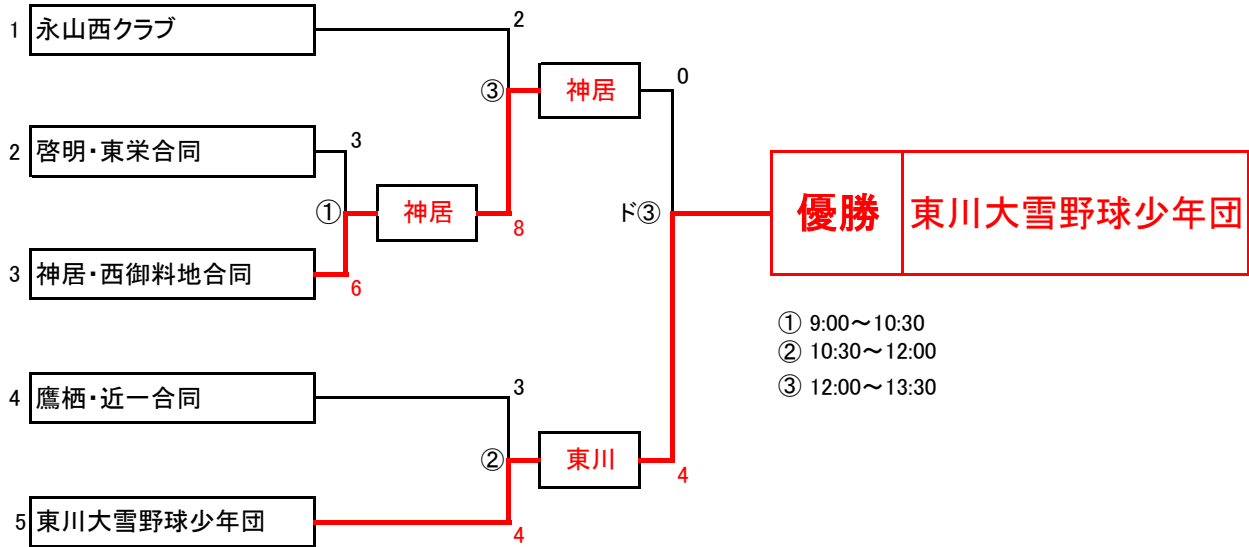 1 永山西クラブ
2
③ 神居
0
2 啓明・東栄合同
3
① 神居
8
3 神居・西御料地合同
6
ド③
優勝 東川大雪野球少年団
① 9:00～10:30
② 10:30～12:00
③ 12:00～13:30
4 鷹栖・近一合同
3
② 東川
4
5 東川大雪野球少年団
4